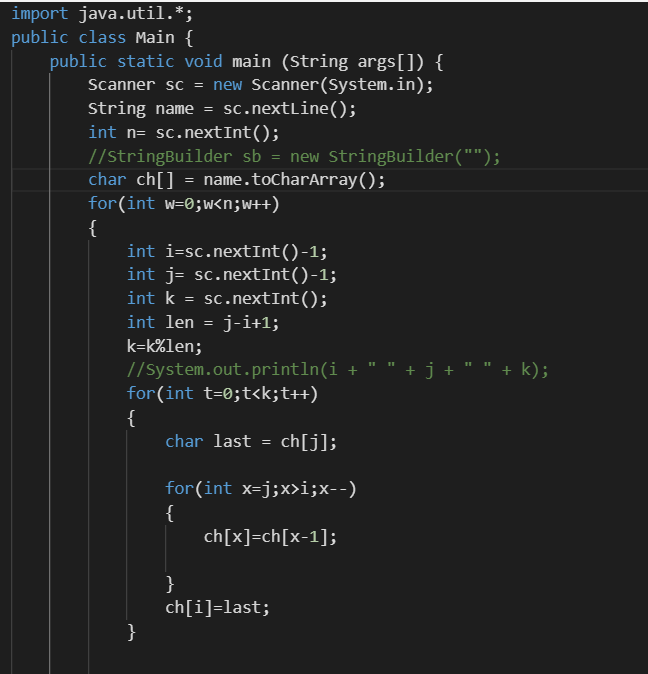 import java.util.*;
public class Main {
    public static void main (String args[]) {
        Scanner sc = new Scanner(System.in);
        String name = sc.nextLine();
        int n= sc.nextInt();
        //StringBuilder sb = new StringBuilder("");
        char ch[] = name.toCharArray();
        for(int w=0;w<n;w++)
        {
            int i=sc.nextInt()-1;
            int j= sc.nextInt()-1;
            int k = sc.nextInt();
            int len = j-i+1;
            k=k%len;
            //System.out.println(i + " " + j + " " + k);
            for(int t=0;t<k;t++)
            {
                char last = ch[j];

                for(int x=j;x>i;x--)
                {
                    ch[x]=ch[x-1];

                }
                ch[i]=last;
            }